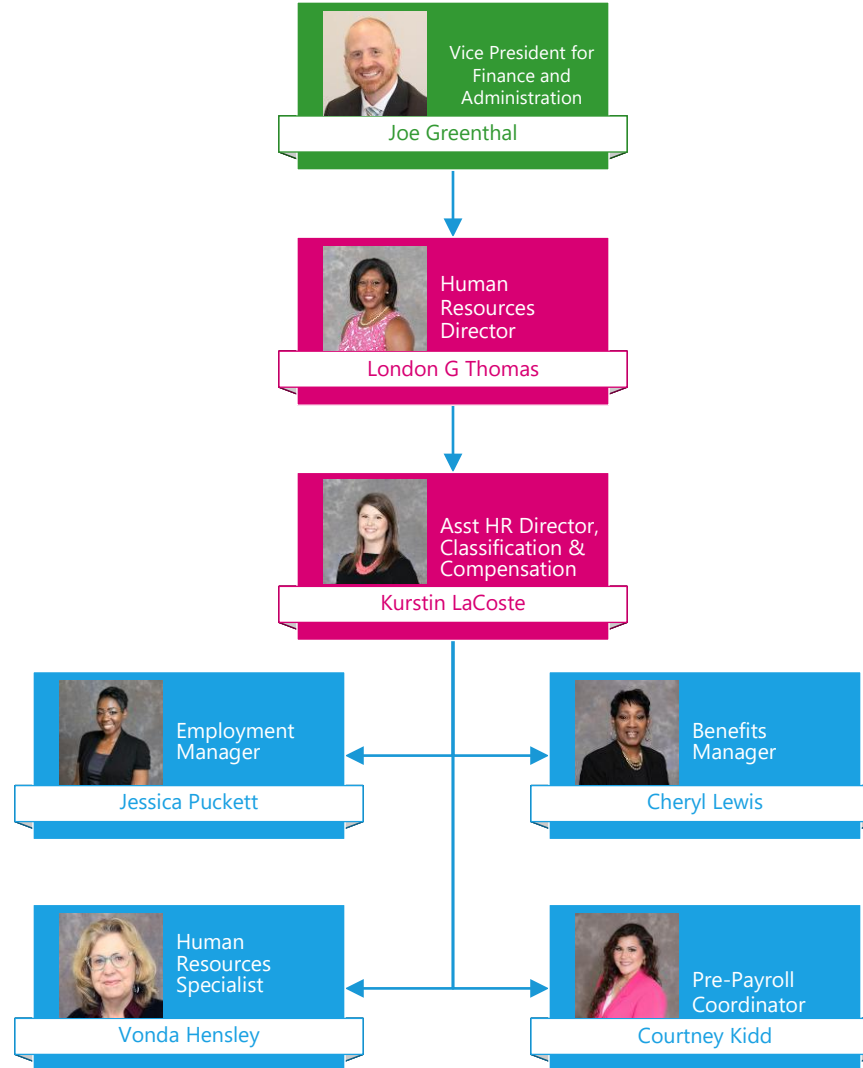 Vice President for
Finance and
Administration
Joe Greenthal
Human
Resources
Director
London G Thomas
Asst HR Director,
Classification &
Compensation
Kurstin LaCoste
Employment
Manager
Jessica Puckett
Benefits
Manager
Cheryl Lewis
Human
Resources
Specialist
Vonda Hensley
Pre-Payroll
Coordinator
Courtney Kidd